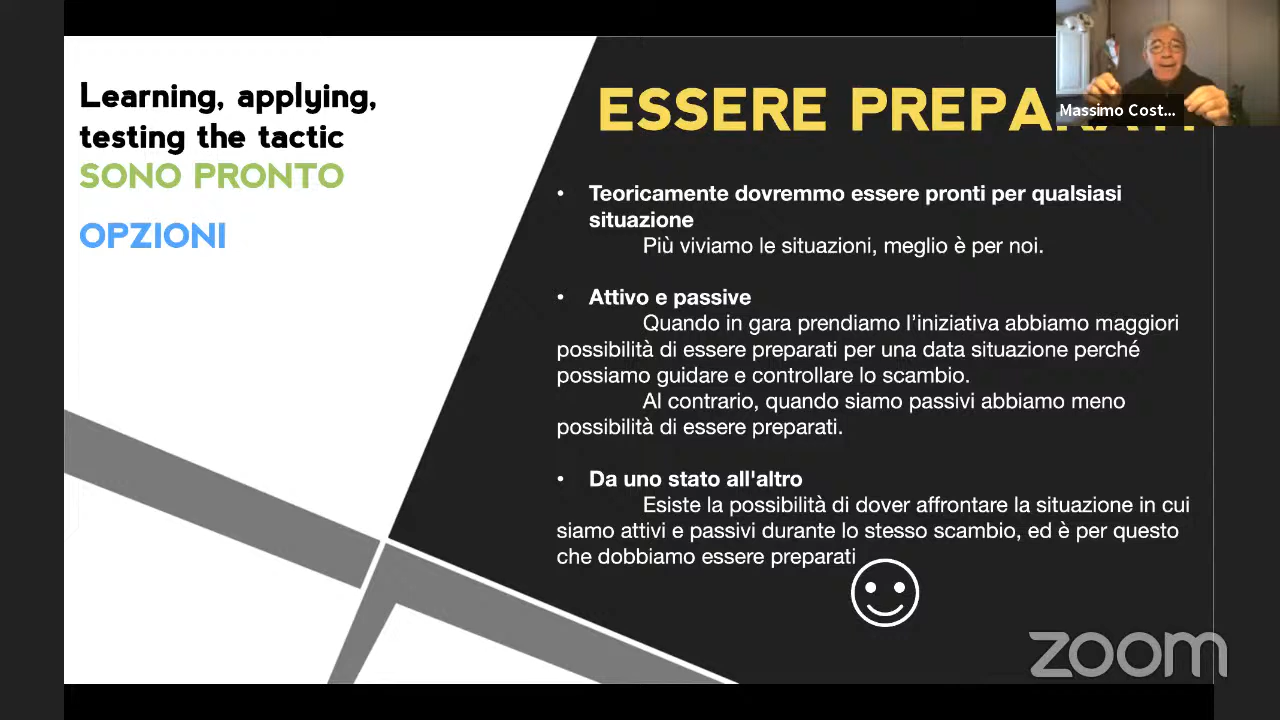 Learning, applying,
testing the tactic
SONO PRONTO
OPZIONI
ESSERE PREPARATI
Massimo Cost...
• Teoricamente dovremmo essere pronti per qualsiasi
situazione
Più viviamo le situazioni, meglio è per noi.
• Attivo e passive
Quando in gara prendiamo l'iniziativa abbiamo maggiori
possibilità di essere preparati per una data situazione perché
possiamo guidare e controllare lo scambio.
Al contrario, quando siamo passivi abbiamo meno
possibilità di essere preparati.
• Da uno stato all'altro
Esiste la possibilità di dover affrontare la situazione in cui
siamo attivi e passivi durante lo stesso scambio, ed è per questo
che dobbiamo essere preparati
zoom